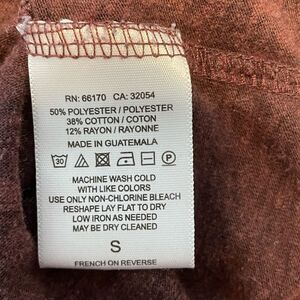 RN: 66170 CA: 32054
50% POLYESTER / POLYESTER
38% COTTON / COTON
12% RAYON / RAYONNE
MADE IN GUATEMALA
30 P
MACHINE WASH COLD
WITH LIKE COLORS
USE ONLY NON-CHLORINE BLEACH
RESHAPE LAY FLAT TO DRY
LOW IRON AS NEEDED
MAY BE DRY CLEANED
S
FRENCH ON REVERSE